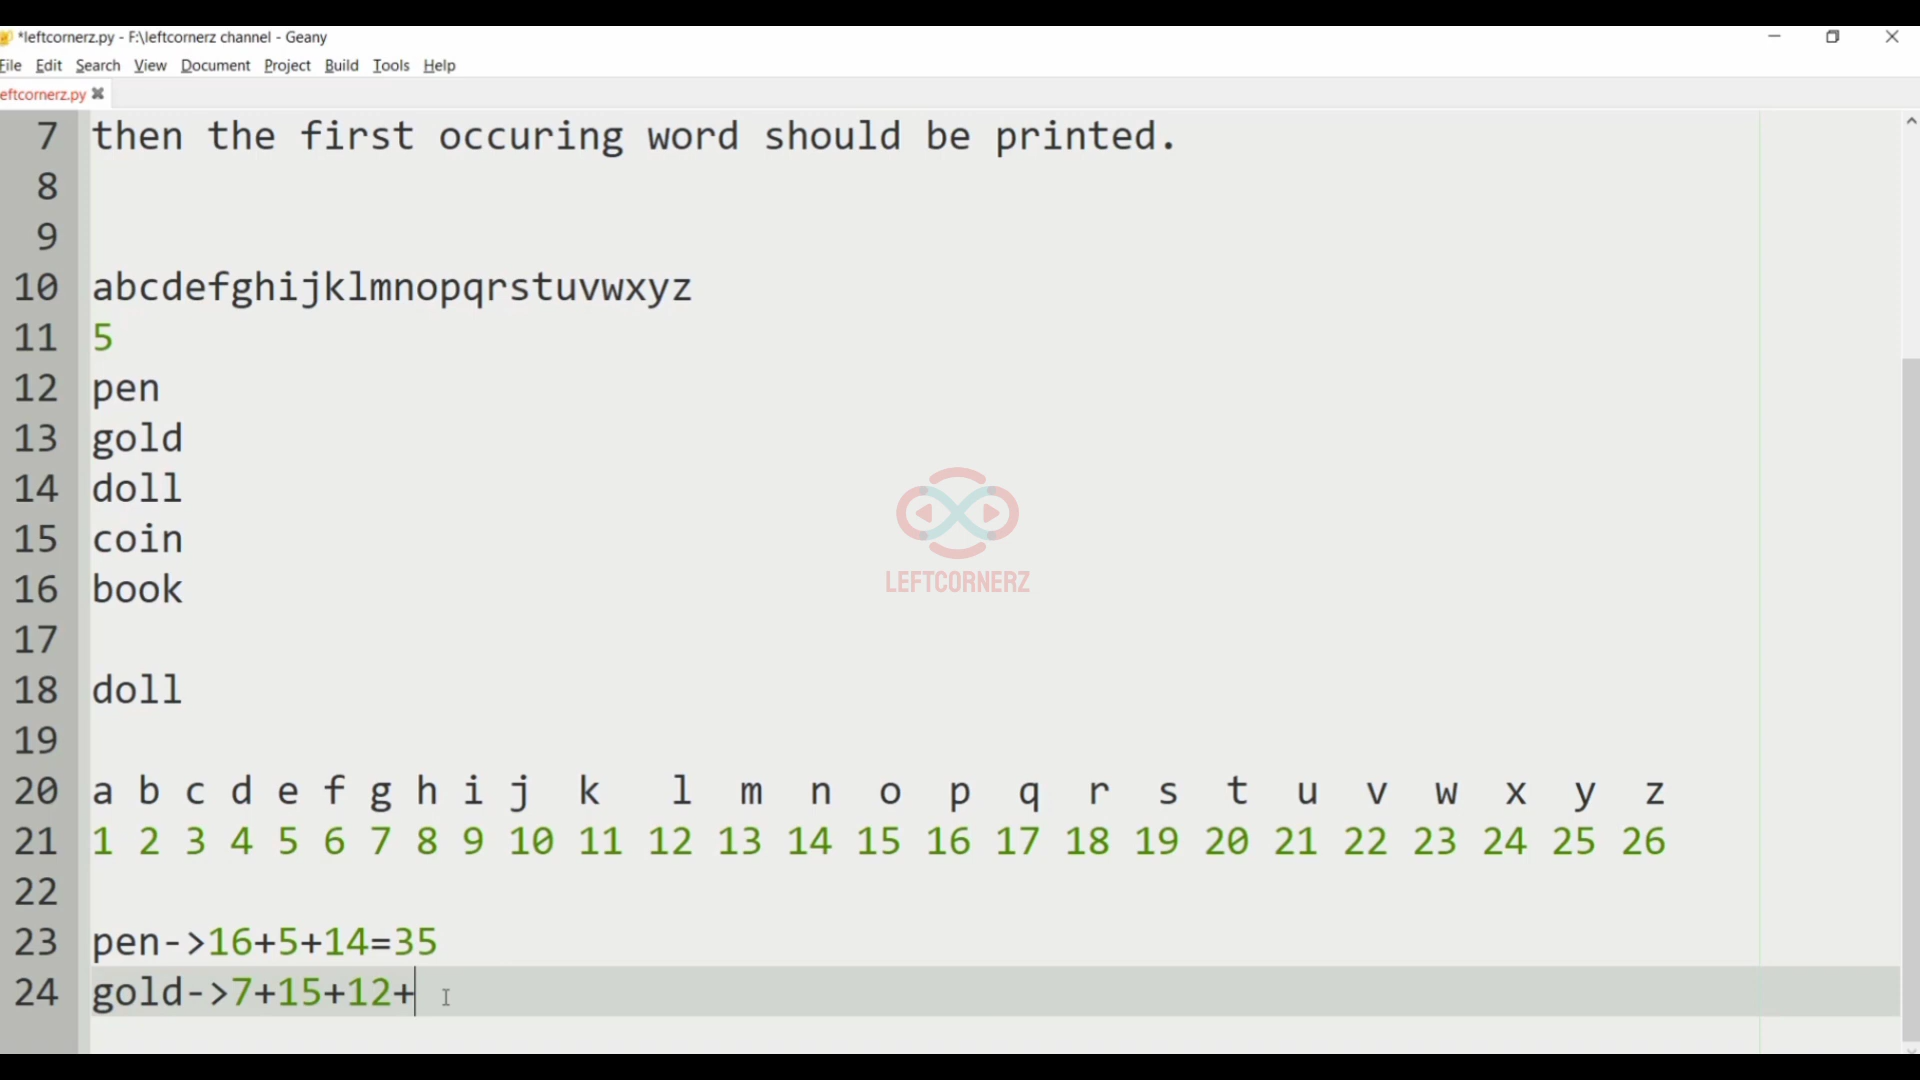 *leftcornerz.py - F:\leftcornerz channel - Geany
File Edit Search View Document Project Build Tools Help
eftcornerz.py
7 then the first occuring word should be printed.
8
9
10 abcdefghijklmnopqrstuvwxyz
11 5
12 pen
13 gold
14 doll
15 coin
16 book
17
18 doll
19
20 a b c d e f g h i j k l m n o p q r s t u v w x y z
21 1 2 3 4 5 6 7 8 9 10 11 12 13 14 15 16 17 18 19 20 21 22 23 24 25 26
22
23 pen->16+5+14=35
24 gold->7+15+12+
LEFTCORNERZ